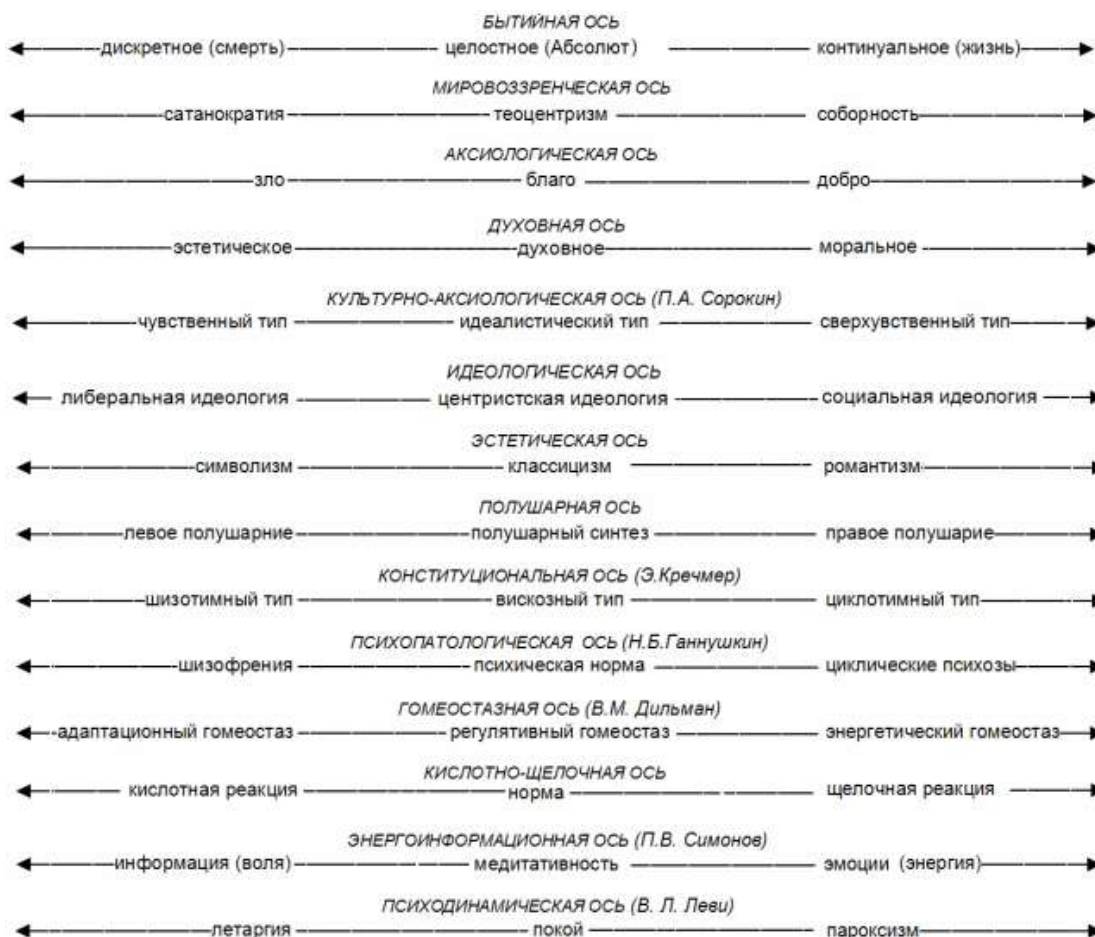 БЫТИЙНАЯ ОСЬ
дискретное (смерть) целостное (Абсолют) континуальное (жизнь)
МИРОВОЗЗРЕНЧЕСКАЯ ОСЬ
сатанократия теоцентризм соборность
АКСИОЛОГИЧЕСКАЯ ОСЬ
зло благо добро
ДУХОВНАЯ ОСЬ
эстетическое духовное моральное
КУЛЬТУРНО-АКСИОЛОГИЧЕСКАЯ ОСЬ (П.А. Сорокин)
чувственный тип идеалистический тип сверхувственный тип
ИДЕОЛОГИЧЕСКАЯ ОСЬ
либеральная идеология центристская идеология социальная идеология
ЭСТЕТИЧЕСКАЯ ОСЬ
символизм классицизм романтизм
ПОЛУШАРНАЯ ОСЬ
левое полушарние полушарный синтез правое полушарие
КОНСТИТУЦИОНАЛЬНАЯ ОСЬ (Э.Кречмер)
шизотимный тип вискозный тип циклотимный тип
ПСИХОПАТОЛОГИЧЕСКАЯ ОСЬ (Н.Б.Ганнушкин)
шизофрения психическая норма циклические психозы
ГОМЕОСТАЗНАЯ ОСЬ (В.М. Дильман)
адаптационный гомеостаз регулятивный гомеостаз энергетический гомеостаз
КИСЛОТНО-ЩЕЛОЧНАЯ ОСЬ
кислотная реакция норма щелочная реакция
ЭНЕРГОИНФОРМАЦИОННАЯ ОСЬ (П.В. Симонов)
информация (воля) медитативность эмоции (энергия)
ПСИХОДИНАМИЧЕСКАЯ ОСЬ (В. Л. Леви)
летаргия покой пароксизм